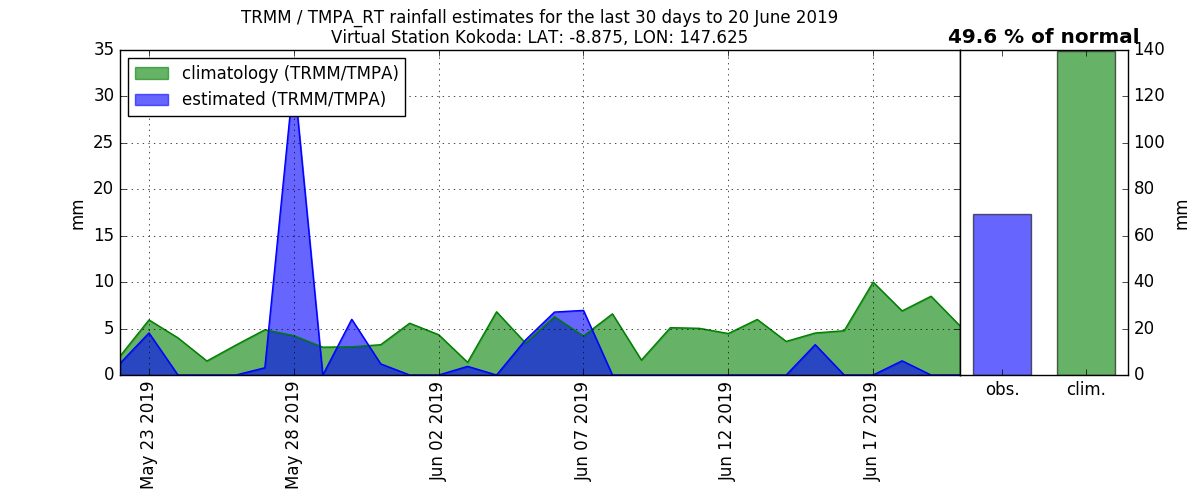 TRMM / TMPA_RT rainfall estimates for the last 30 days to 20 June 2019
Virtual Station Kokoda: LAT: -8.875, LON: 147.625
49.6 % of normal
climatology (TRMM/TMPA)
estimated (TRMM/TMPA)
35
30
25
20
15
10
5
0
mm
May 23 2019
May 28 2019
Jun 02 2019
Jun 07 2019
Jun 12 2019
Jun 17 2019
obs.
clim.
140
120
100
80
60
40
20
0
mm